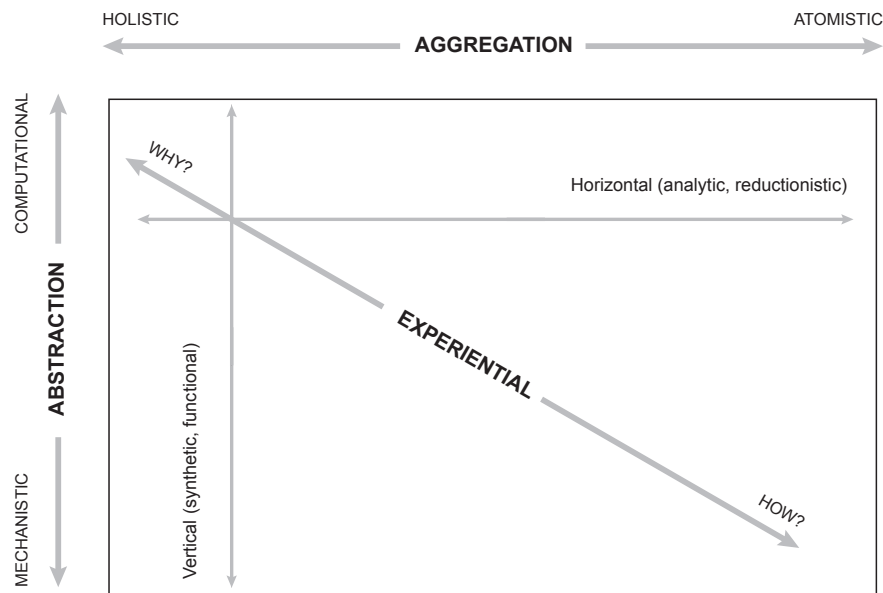 HOLISTIC
ATOMISTIC
AGGREGATION
COMPUTATIONAL
ABSTRACTION
MECHANISTIC
WHY?
Horizontal (analytic, reductionistic)
EXPERIENTIAL
Vertical (synthetic, functional)
HOW?